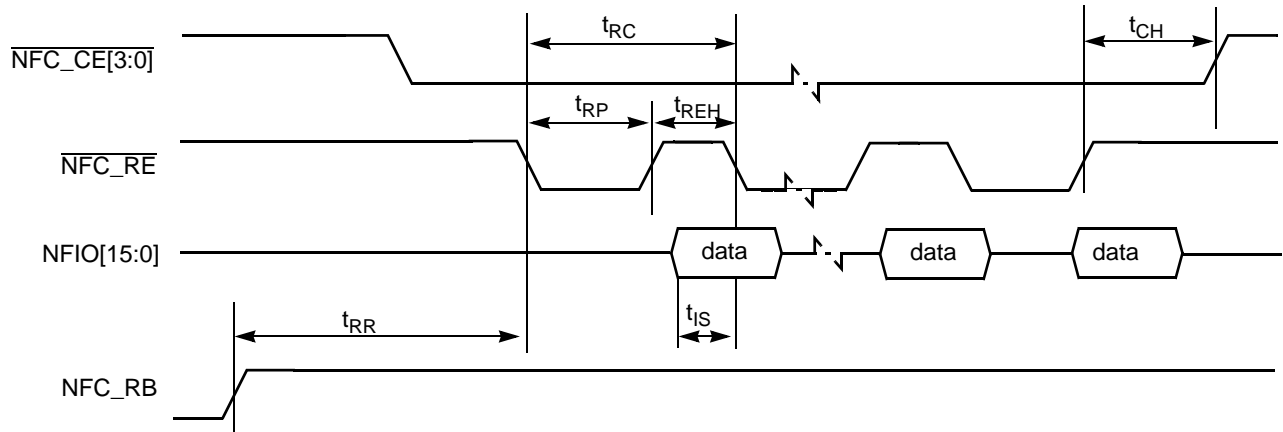 tRC
tCH
NFC_CE[3:0]
tRP
tREH
NFC_RE
NFIO[15:0]
data
data
data
tIS
tRR
NFC_RB